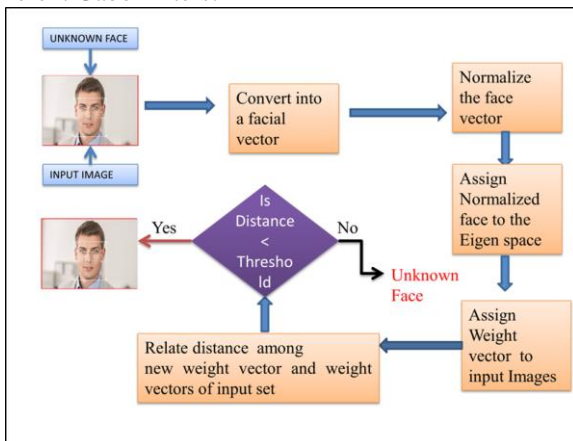 UNKNOWN FACE
INPUT IMAGE
Convert into
a facial
vector
Normalize
the face
vector
Assign
Normalized
face to the
Eigen space
Assign
Weight
vector to
input Images
Relate distance among
new weight vector and weight
vectors of input set
Is
Distance
<
Thresho
ld
Yes
No
Unknown
Face